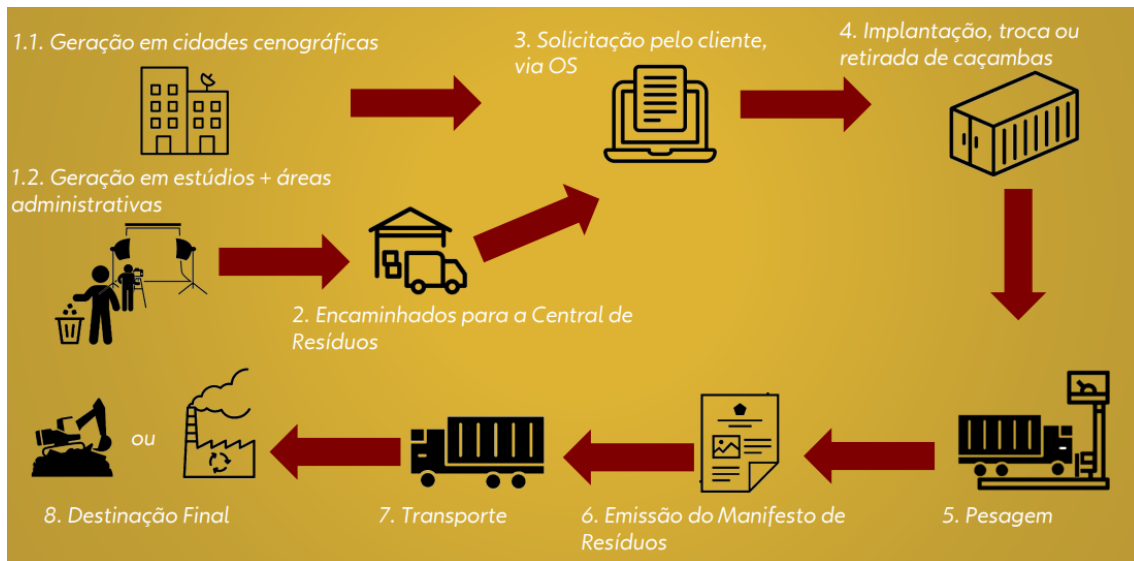 1.1. Geração em cidades cenográficas
3. Solicitação pelo cliente,
via OS
4. Implantação, troca ou
retirada de caçambas
1.2. Geração em estúdios + áreas
administrativas
2. Encaminhados para a Central de
Resíduos
ou
8. Destinação Final
7. Transporte
6. Emissão do Manifesto de
Resíduos
5. Pesagem